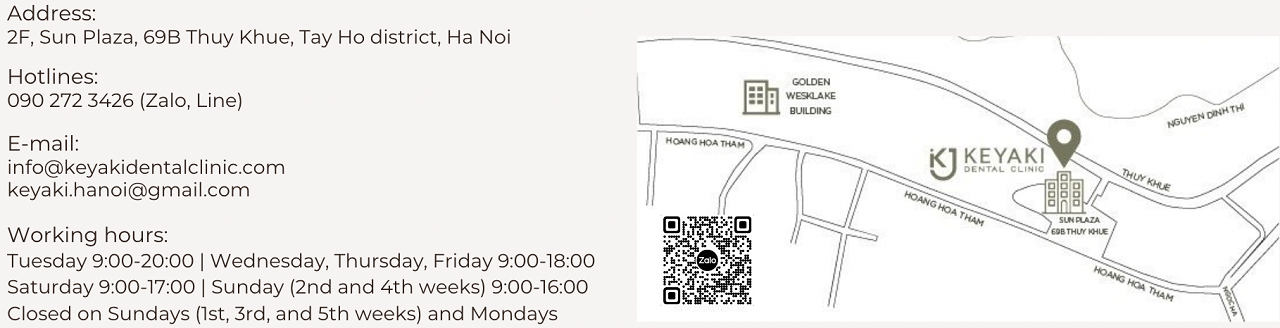 Address:
2F, Sun Plaza, 69B Thuy Khue, Tay Ho district, Ha Noi
Hotlines:
090 272 3426 (Zalo, Line)
E-mail:
info@keyakidentalclinic.com
keyaki.hanoi@gmail.com
Working hours:
Tuesday 9:00-20:00 | Wednesday, Thursday, Friday 9:00-18:00
Saturday 9:00-17:00 | Sunday (2nd and 4th weeks) 9:00-16:00
Closed on Sundays (1st, 3rd, and 5th weeks) and Mondays
GOLDEN
WESKLAKE
BUILDING
NGUYEN DINH THI
HOANG HOA THAM
KJ KEYAKI
DENTAL CLINIC
THUY KHUE
HOANG HOA THAM
SUN PLAZA
69B THUY KHUE
Zalo
HOANG HOA THAM
NGOC HA